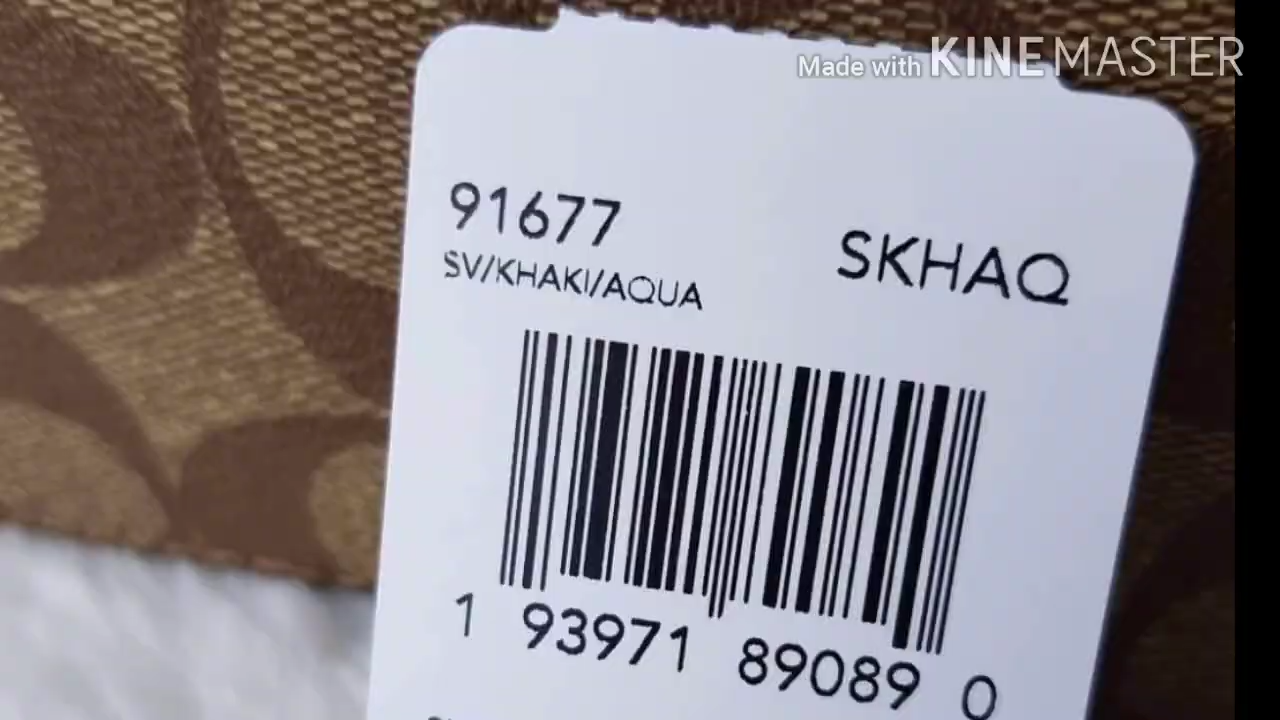 Made with KINEMASTER
91677
SKHAQ
SV/KHAKI/AQUA
1 93971 89089 0